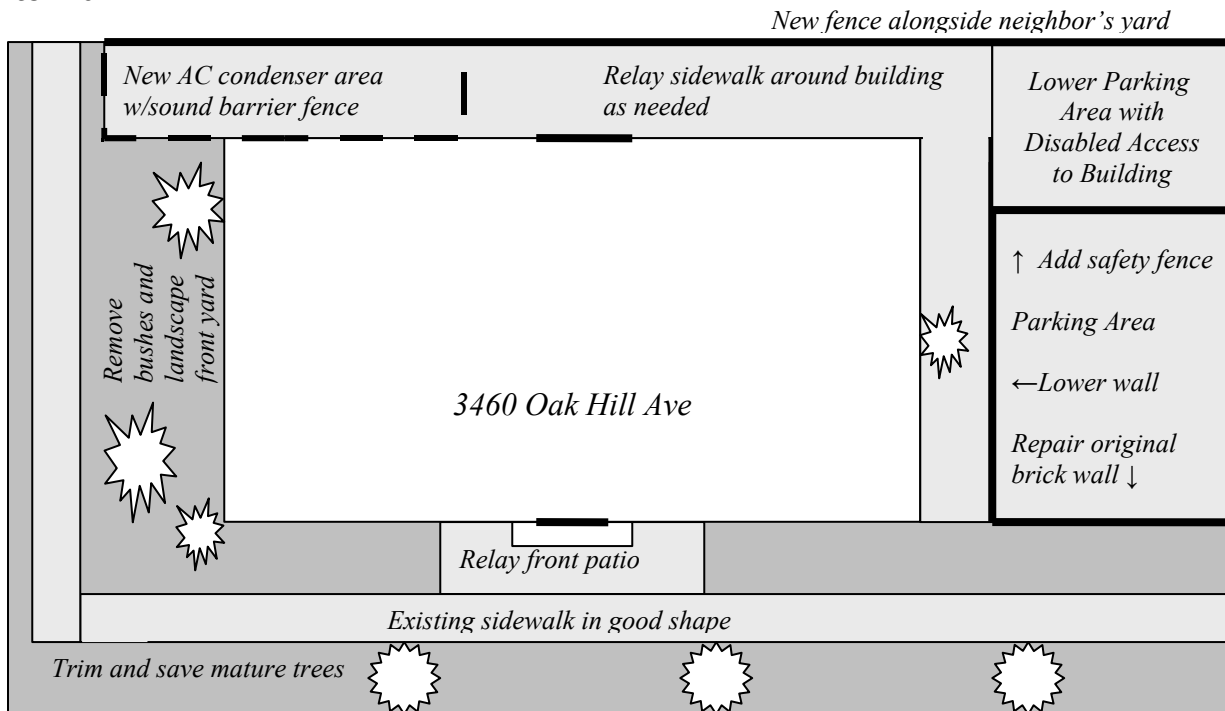 New fence alongside neighbor’s yard
New AC condenser area
w/sound barrier fence
Relay sidewalk around building
as needed
Lower Parking
Area with
Disabled Access
to Building
Remove
bushes and
landscape
front yard
↑ Add safety fence
Parking Area
←Lower wall
Repair original
brick wall ↓
3460 Oak Hill Ave
Relay front patio
Existing sidewalk in good shape
Trim and save mature trees